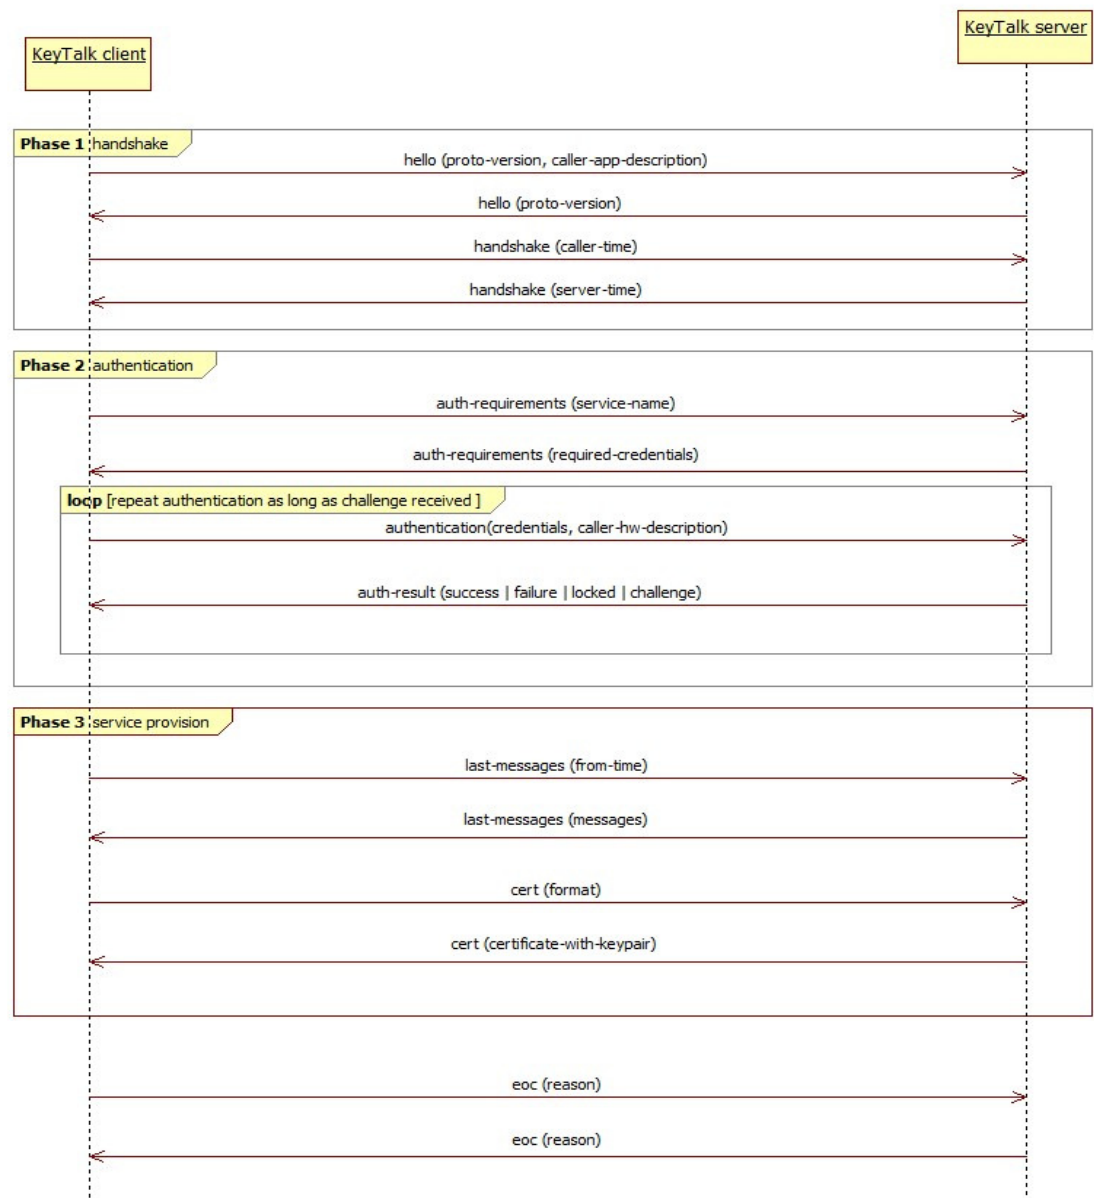 KeyTalk client
KeyTalk server
Phase 1 handshake
hello (proto-version, caller-app-description)
hello (proto-version)
handshake (caller-time)
handshake (server-time)
Phase 2 authentication
auth-requirements (service-name)
auth-requirements (required-credentials)
loop [repeat authentication as long as challenge received ]
authentication(credentials, caller-hw-description)
auth-result (success | failure | locked | challenge)
Phase 3 service provision
last-messages (from-time)
last-messages (messages)
cert (format)
cert (certificate-with-keypair)
eoc (reason)
eoc (reason)